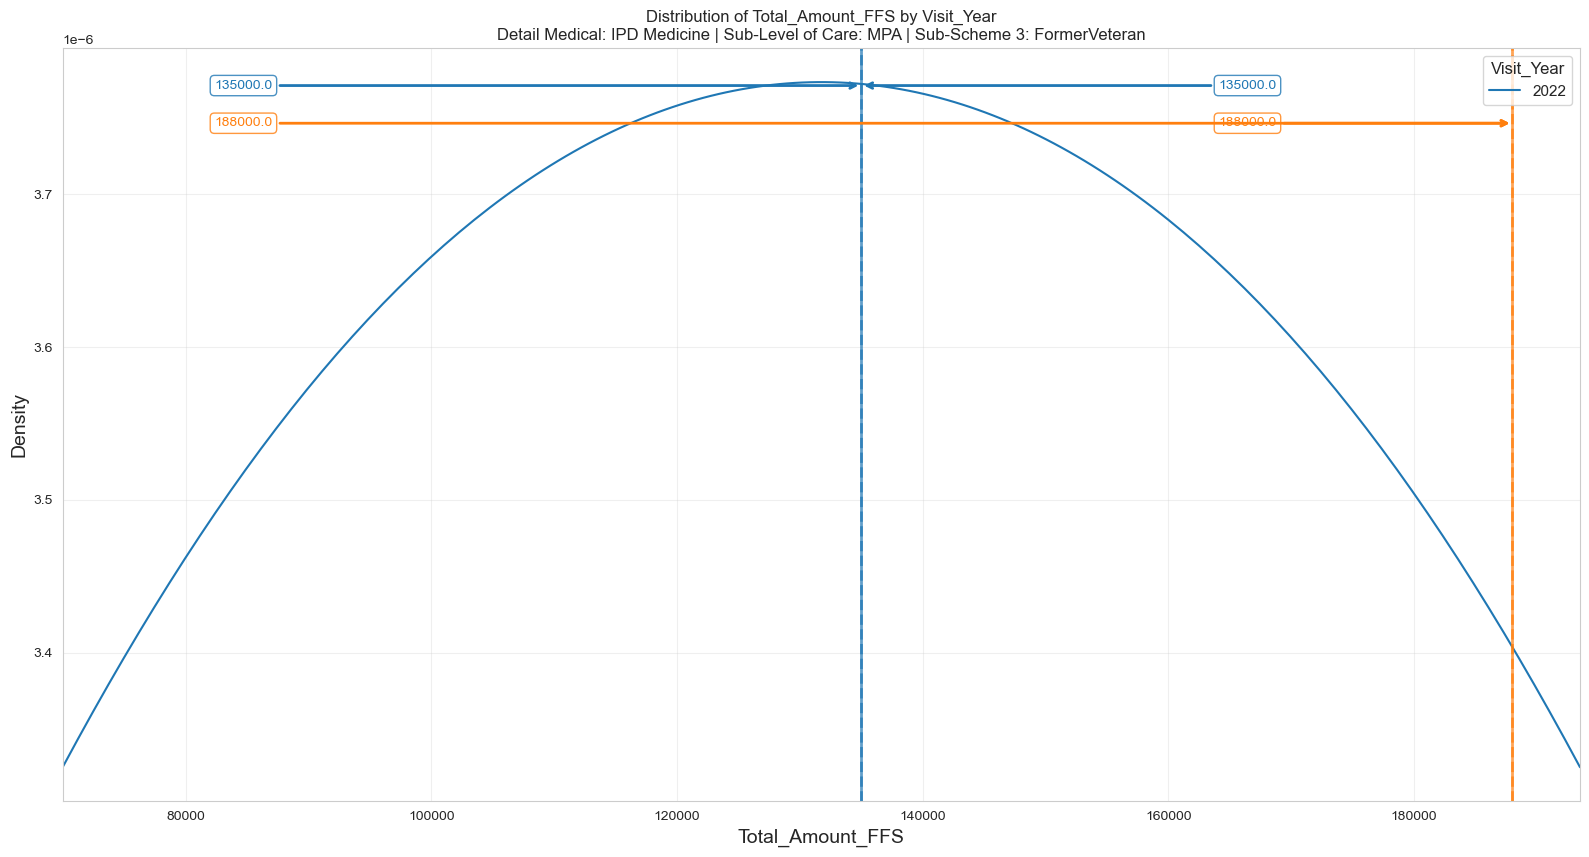 Distribution of Total_Amount_FFS by Visit_Year
Detail Medical: IPD Medicine | Sub-Level of Care: MPA | Sub-Scheme 3: FormerVeteran
1e−6
135000.0
135000.0
188000.0
188000.0
Visit_Year
2022
3.7
3.6
3.5
3.4
Density
80000
100000
120000
140000
160000
180000
Total_Amount_FFS